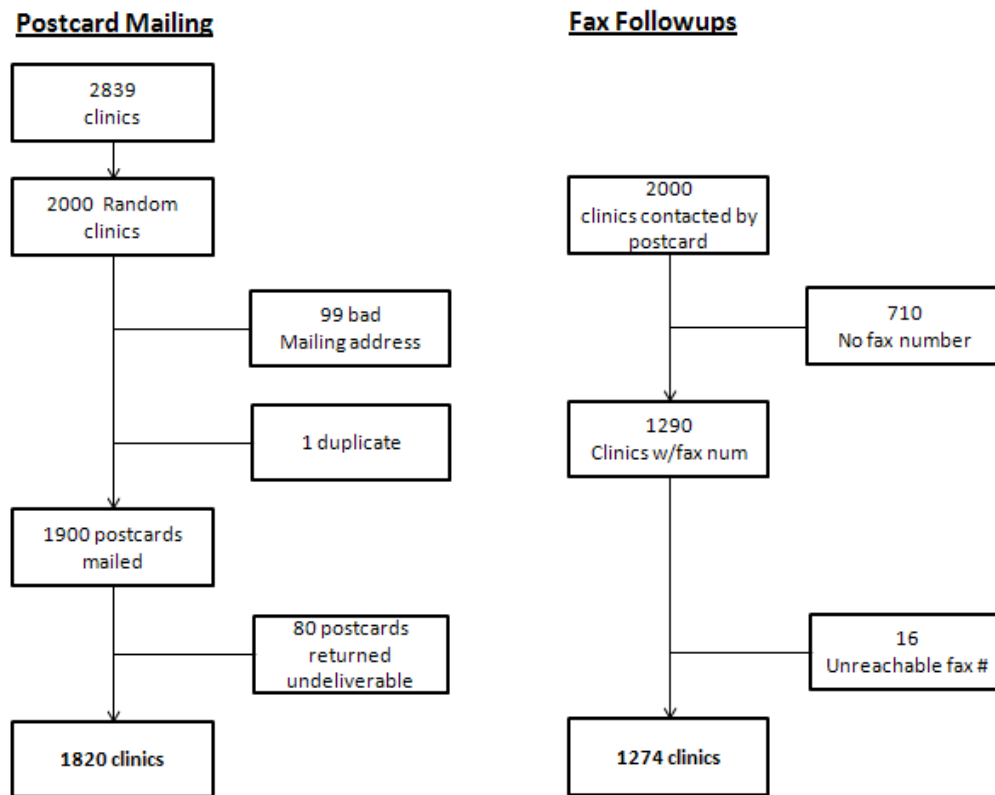 Postcard Mailing
2839
clinics
2000 Random
clinics
99 bad
Mailing address
1 duplicate
1900 postcards
mailed
80 postcards
returned
undeliverable
1820 clinics
Fax Followups
2000
clinics contacted by
postcard
710
No fax number
1290
Clinics w/fax num
16
Unreachable fax #
1274 clinics